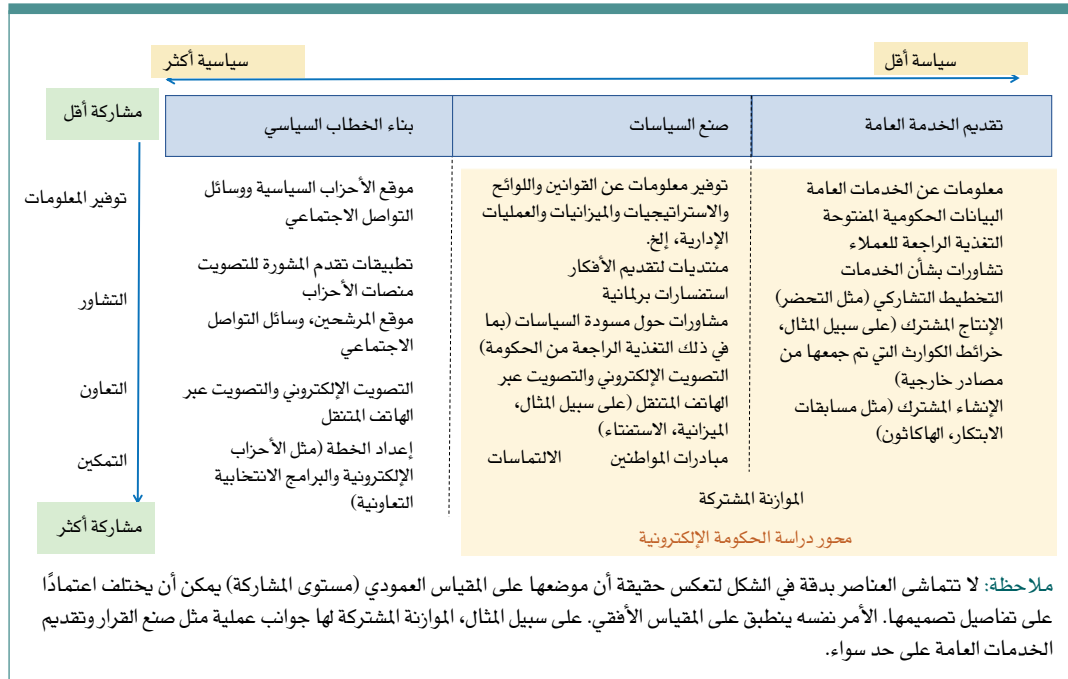 سياسة أقل
سياسية أكثر
مشاركة أقل
تقديم الخدمة العامة
صنع السياسات
بناء الخطاب السياسي
معلومات عن الخدمات العامة
البيانات الحكومية المفتوحة
التغذية الراجعة للعملاء
تشاورات بشأن الخدمات
التخطيط التشاركي (مثل التحضر)
الإنتاج المشترك (على سبيل المثال،
خرائط الكوارث التي تم جمعها من
مصادر خارجية)
الإنشاء المشترك (مثل مسابقات
الابتكار، الهاكاثون)
توفير معلومات عن القوانين واللوائح
والاستراتيجيات والميزانيات والعمليات
الإدارية، إلخ.
منتديات لتقديم الأفكار
استفسارات برلمانية
مشاورات حول مسودة السياسات (بما
في ذلك التغذية الراجعة من الحكومة)
التصويت الإلكتروني والتصويت عبر
الهاتف المتنقل (على سبيل المثال،
الميزانية، الاستفتاء)
مبادرات المواطنين الالتماسات
الموازنة المشتركة
محور دراسة الحكومة الإلكترونية
موقع الأحزاب السياسية ووسائل
التواصل الاجتماعي
تطبيقات تقدم المشورة للتصويت
منصات الأحزاب
موقع المرشحين، وسائل التواصل
الاجتماعي
التصويت الإلكتروني والتصويت عبر
الهاتف المتنقل
إعداد الخطة (مثل الأحزاب
الإلكترونية والبرامج الانتخابية
التعاونية)
توفير المعلومات
التشاور
التعاون
التمكين
مشاركة أكثر
ملاحظة: لا تتماشى العناصر بدقة في الشكل لتعكس حقيقة أن موضعها على المقياس العمودي (مستوى المشاركة) يمكن أن يختلف اعتمادًا
على تفاصيل تصميمها. الأمر نفسه ينطبق على المقياس الأفقي. على سبيل المثال، الموازنة المشتركة لها جوانب عملية مثل صنع القرار وتقديم
الخدمات العامة على حد سواء.